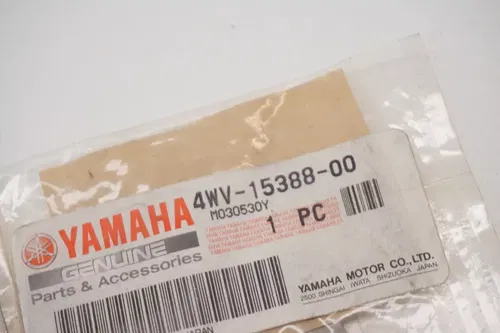 4WV-15388-00
M030530Y
YAMAHA
GENUINE
Parts & Accessories
1 PC
YAMAHA MOTOR CO., LTD.
2500 SHINGAI IWATA SHIZUOKA JAPAN
JAPAN